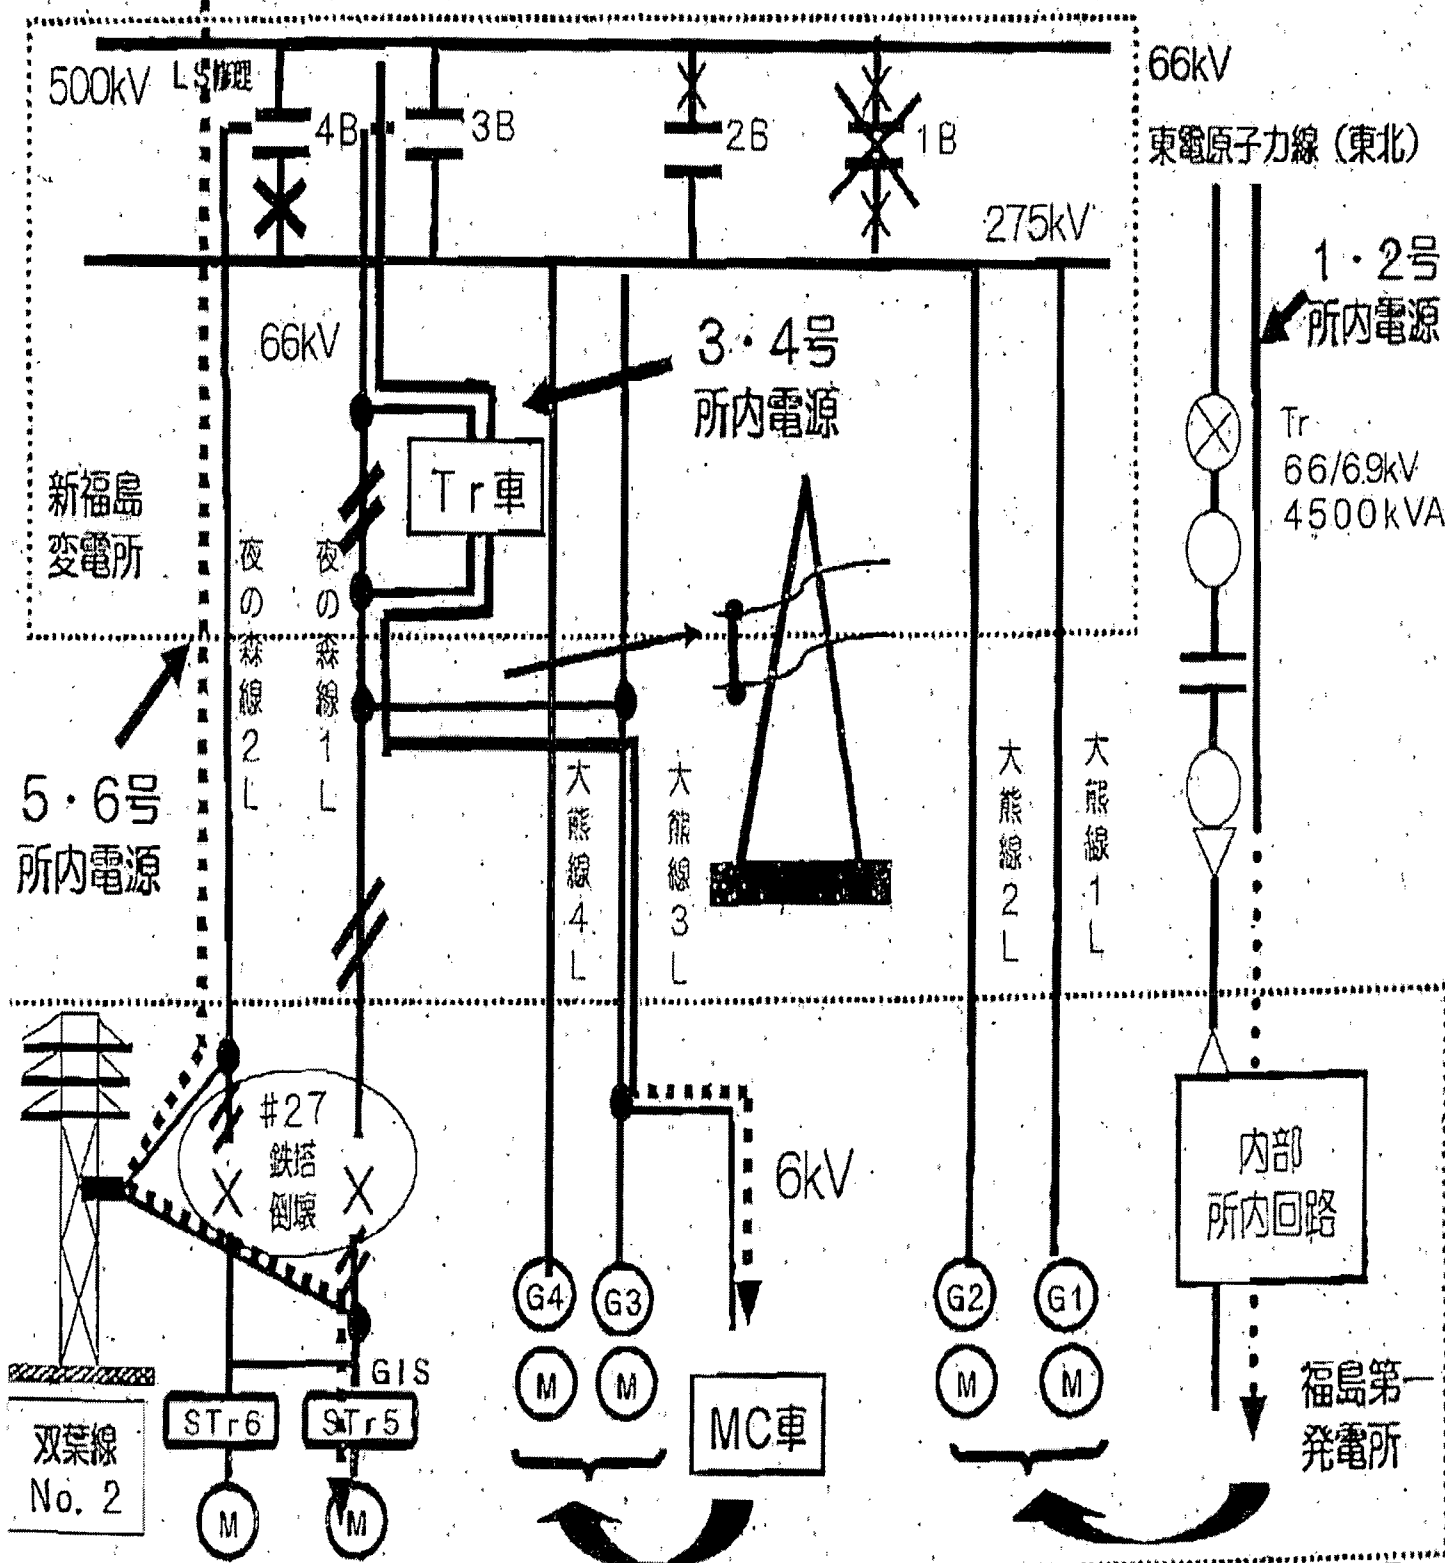 500kV
LS修理
4B
3B
2B
1B
275kV
66kV
東電原子力線（東北）
1・2号
所内電源
66kV
3・4号
所内電源
Tr
66/6.9kV
4500kVA
Tr車
新福島
変電所
夜の森線2L
夜の森線1L
5・6号
所内電源
大熊線4L
大熊線3L
大熊線2L
大熊線1L
#27
鉄塔
倒壊
6kV
内部
所内回路
G4
G3
G2
G1
M
M
M
M
GIS
STr6
STr5
MC車
福島第一
発電所
双葉線
No. 2
M
M